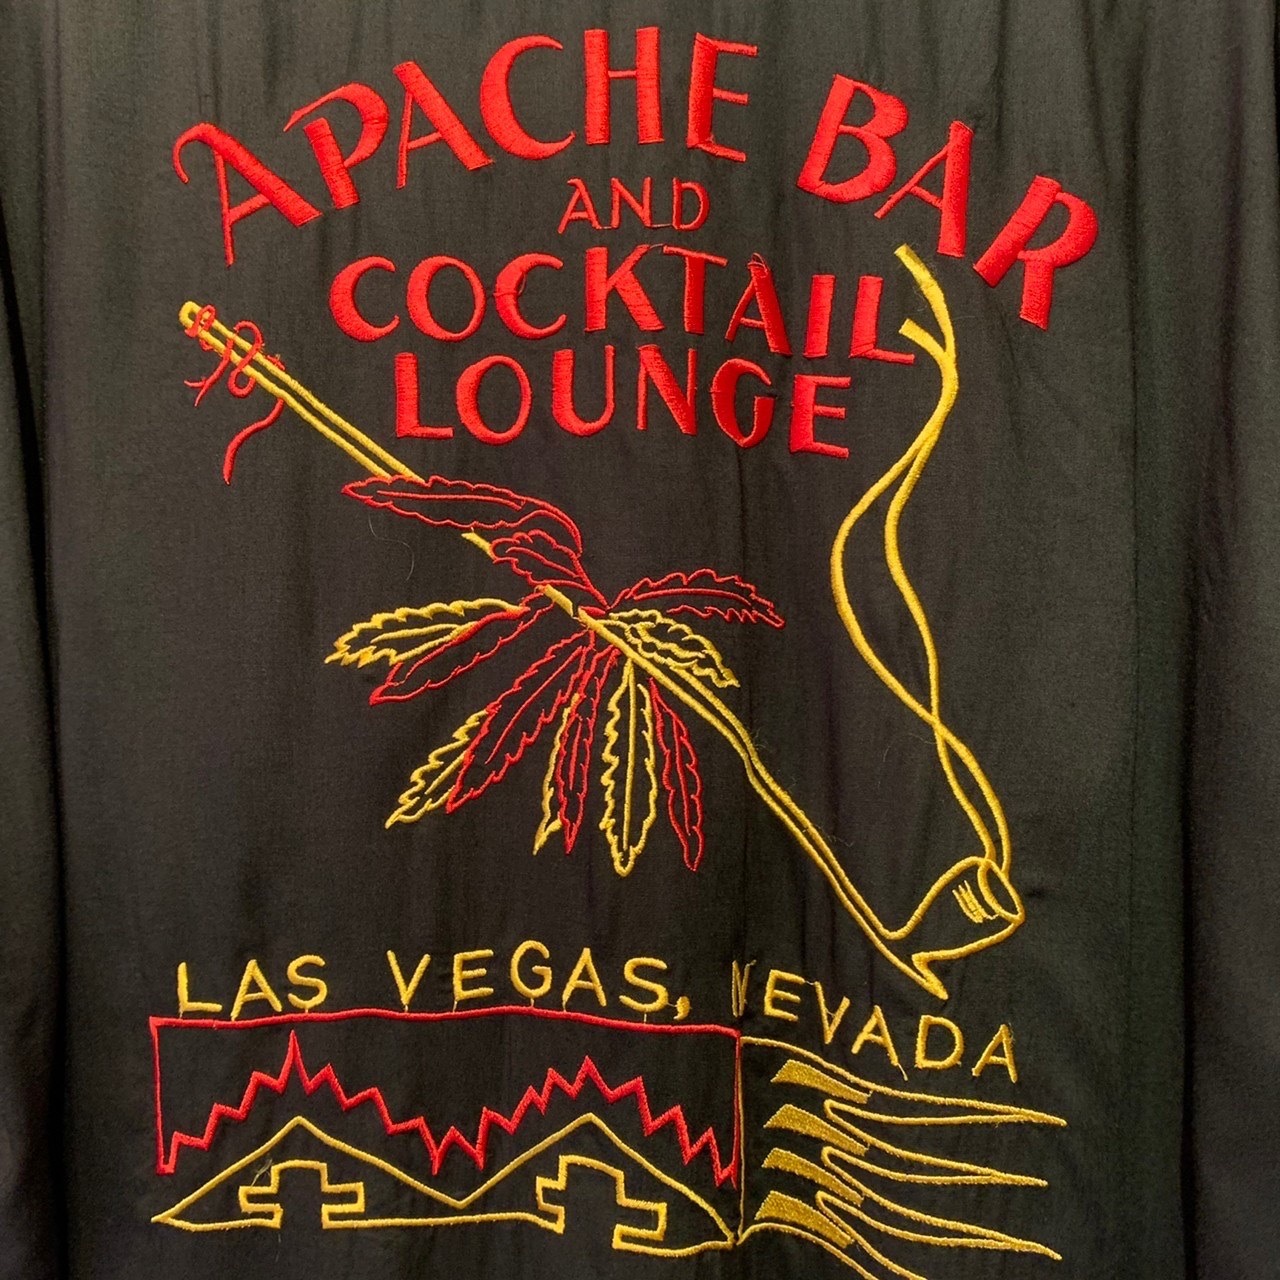 APACHE BAR
AND
COCKTAIL
LOUNGE
LAS VEGAS, NEVADA